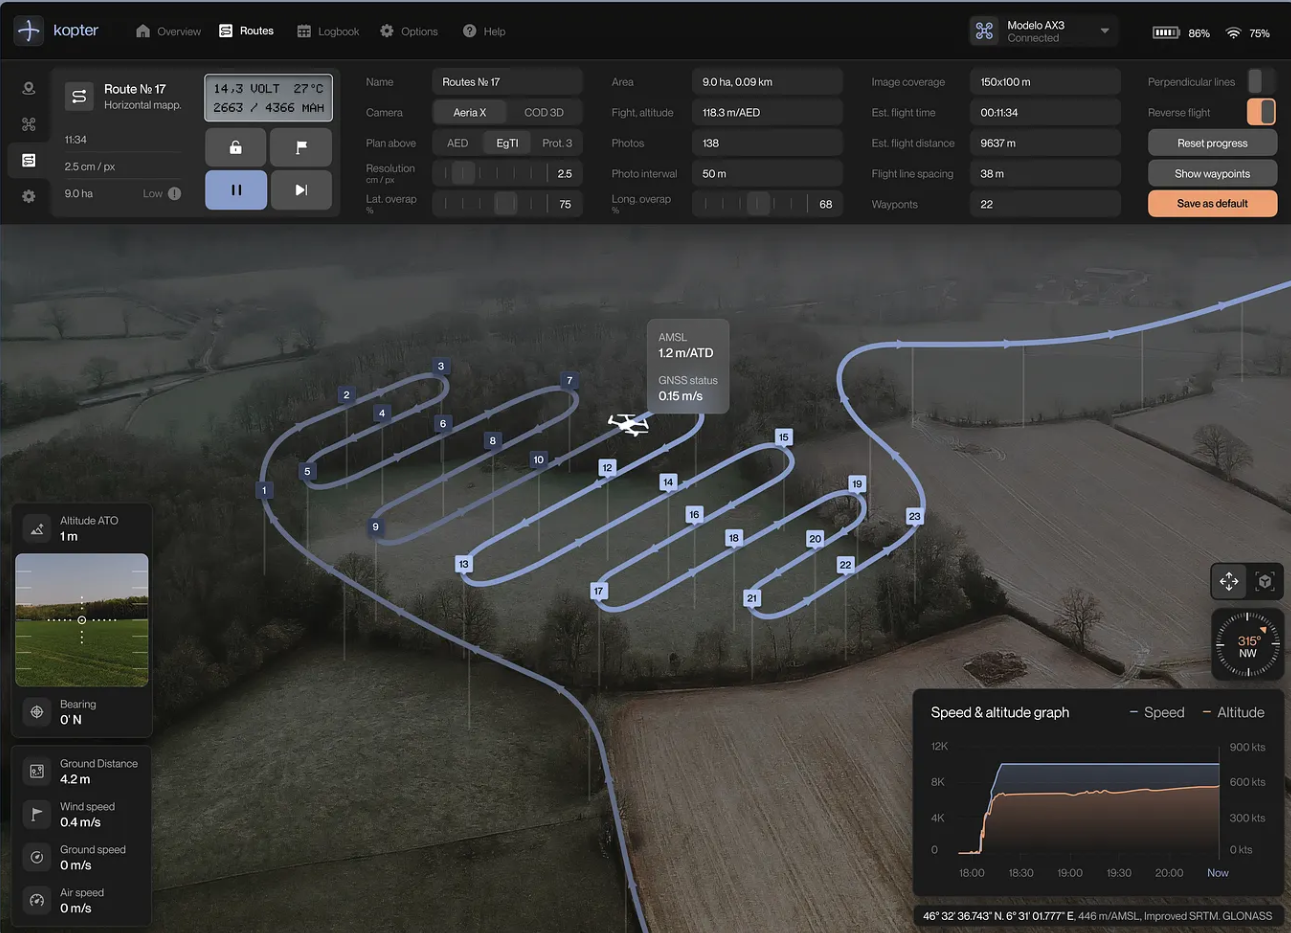 kopter
Overview
Routes
Logbook
Options
Help
Modelo AX3
Connected
86%
75%
Route № 17
Horizontal mapp.
14,3 VOLT 27°C
2663 / 4366 MAH
11:34
2.5 cm / px
9.0 ha
Low
Name
Routes № 17
Camera
Aeria X
COD 3D
Plan above
AED
EgTI
Prot. 3
Resolution
cm / px
2.5
Lat. overap
%
75
Area
9.0 ha, 0.09 km
Fight. altitude
118.3 m/AED
Photos
138
Photo interval
50 m
Long. overap
%
68
Image coverage
150x100 m
Est. flight time
00:11:34
Est. flight distance
9637 m
Flight line spacing
38 m
Wayponts
22
Perpendicular lines
Reverse flight
Reset progress
Show waypoints
Save as default
AMSL
1.2 m/ATD
GNSS status
0.15 m/s
1
2
3
4
5
6
7
8
9
10
12
13
14
15
16
17
18
19
20
21
22
23
Altitude ATO
1 m
Bearing
0' N
Ground Distance
4.2 m
Wind speed
0.4 m/s
Ground speed
0 m/s
Air speed
0 m/s
315°
NW
Speed & altitude graph
Speed
Altitude
12K
8K
4K
0
900 kts
600 kts
300 kts
0 kts
18:00
18:30
19:00
19:30
20:00
Now
46° 32' 36.743" N. 6° 31' 01.777" E, 446 m/AMSL, Improved SRTM. GLONASS